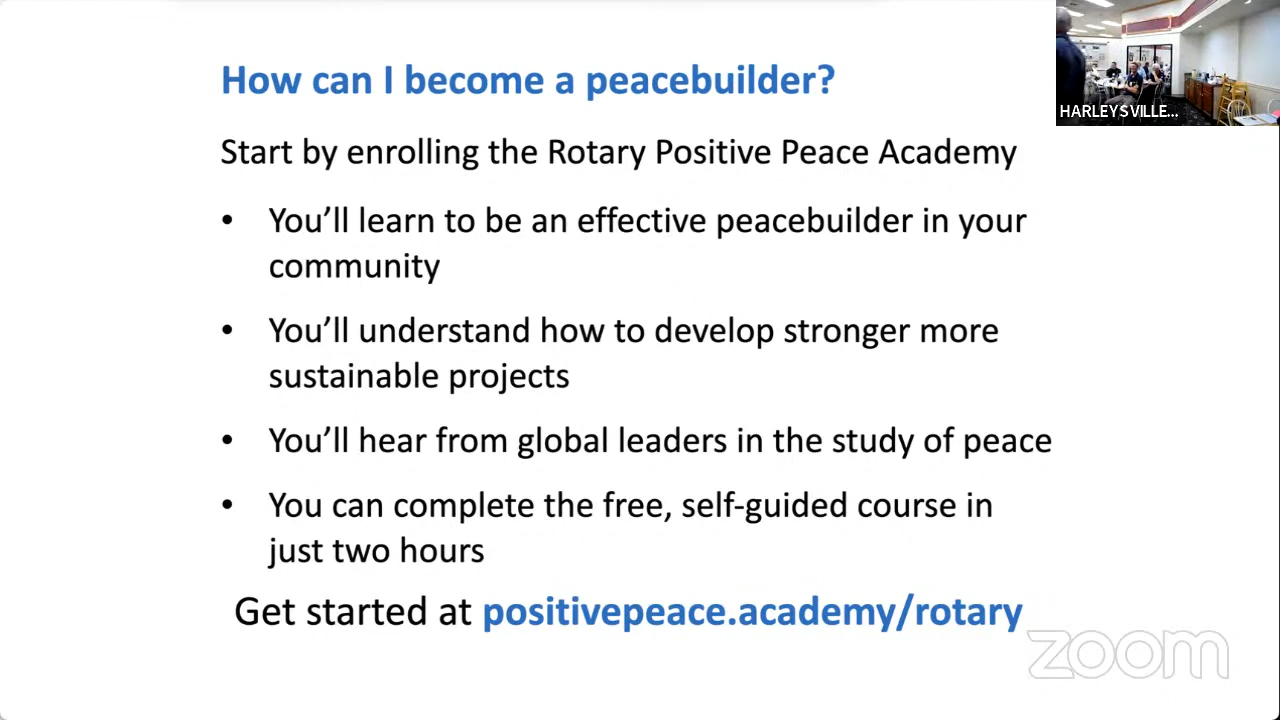 How can I become a peacebuilder?
HARLEYSVILLE...
Start by enrolling the Rotary Positive Peace Academy
• You’ll learn to be an effective peacebuilder in your
community
• You’ll understand how to develop stronger more
sustainable projects
• You’ll hear from global leaders in the study of peace
• You can complete the free, self-guided course in
just two hours
Get started at positivepeace.academy/rotary
zoom